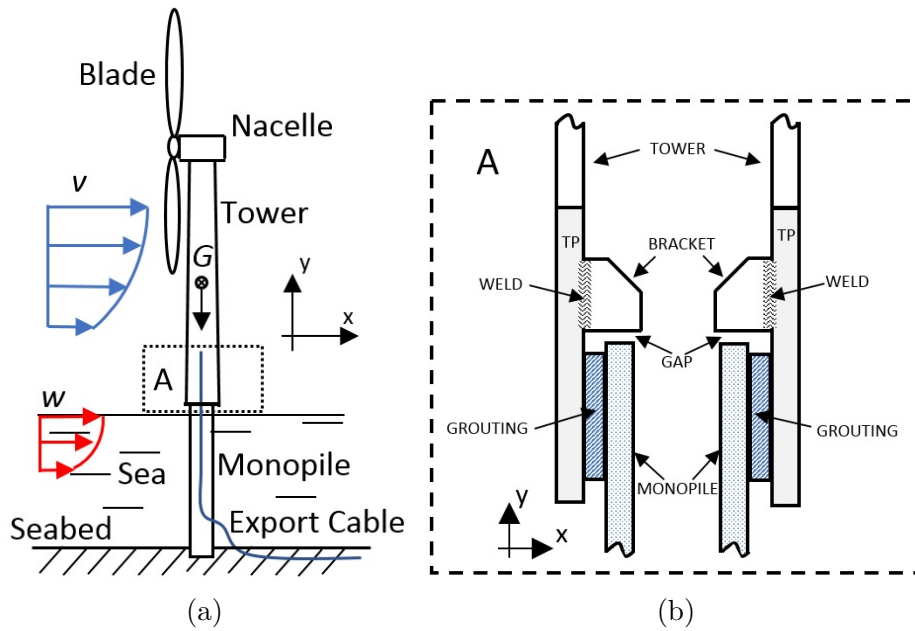 Blade
Nacelle
v
Tower
G
y
x
A
w
Sea
Monopile
Seabed
Export Cable
(a)
A
TOWER
TP
TP
BRACKET
WELD
WELD
GAP
GROUTING
GROUTING
MONOPILE
y
x
(b)